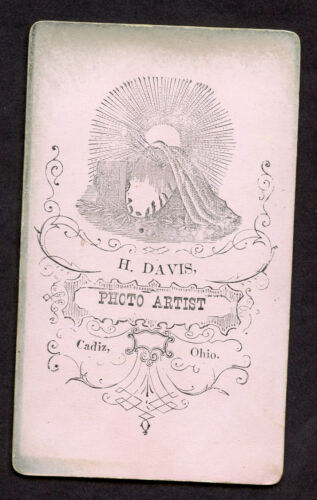 H. DAVIS,
PHOTO ARTIST
Cadiz, Ohio.